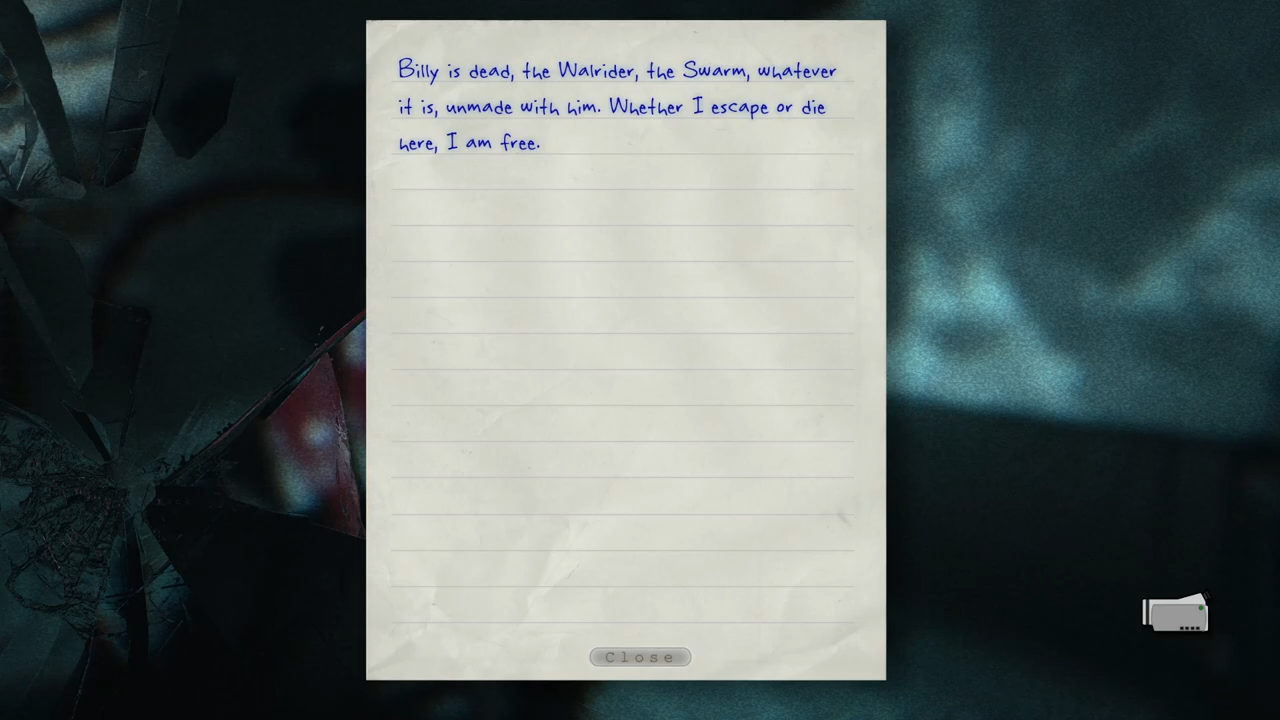 Billy is dead, the Walrider, the Swarm, whatever
it is, unmade with him. Whether I escape or die
here, I am free.
Close